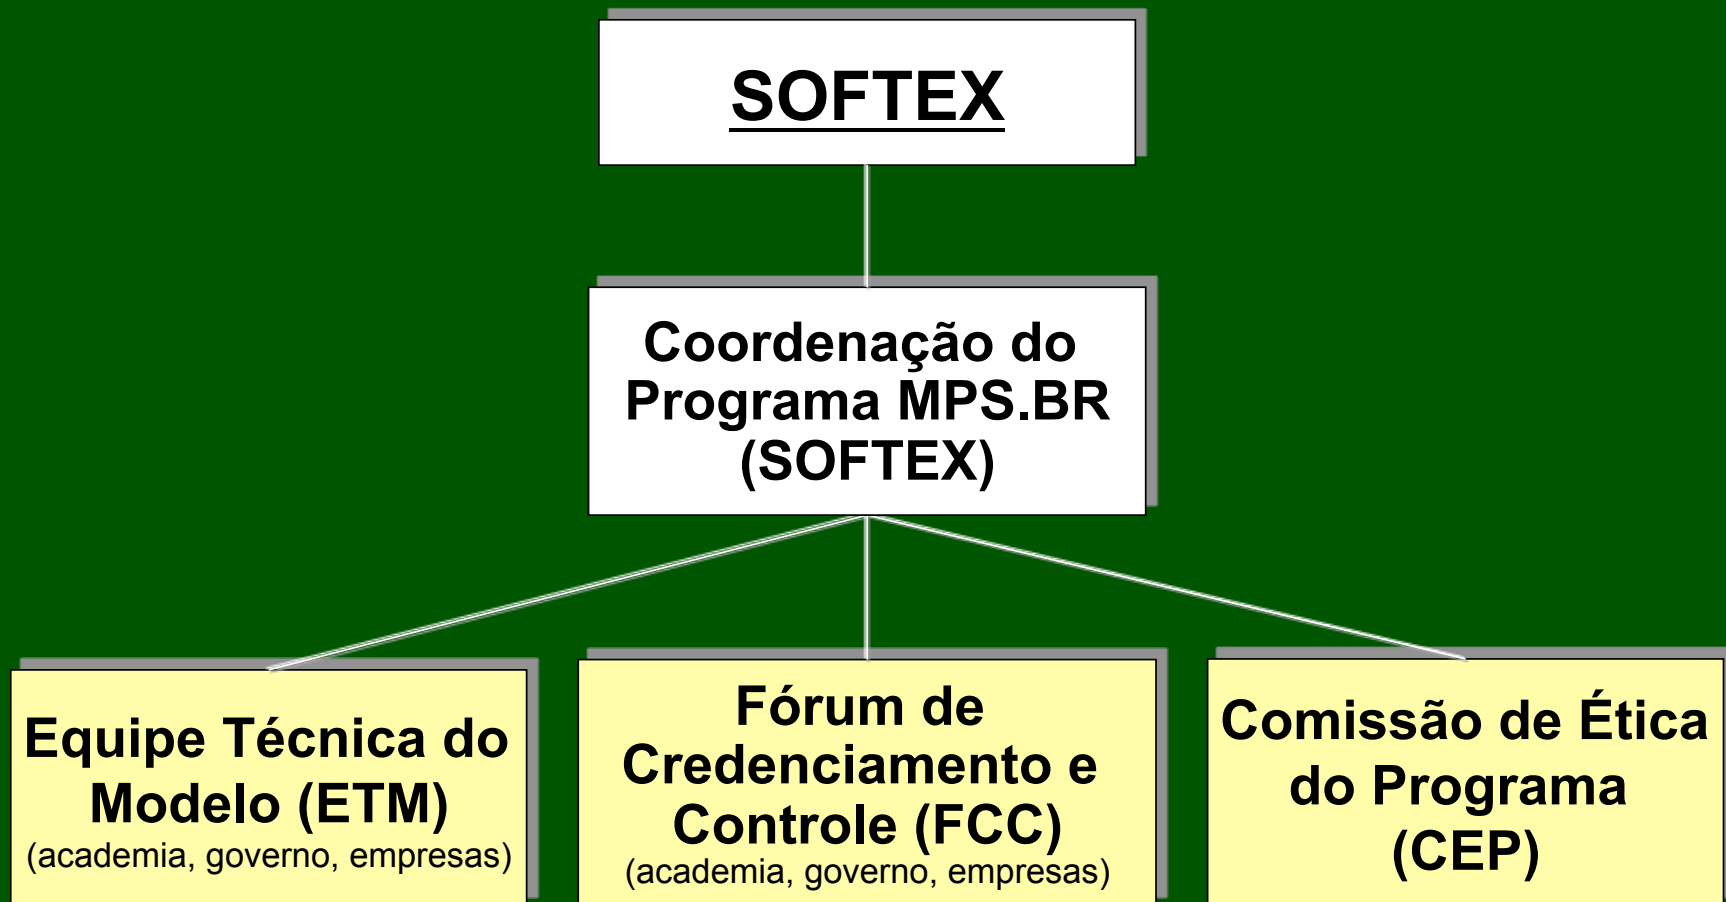 SOFTEX
Coordenação do
Programa MPS.BR
(SOFTEX)
Equipe Técnica do
Modelo (ETM)
(academia, governo, empresas)
Fórum de
Credenciamento e
Controle (FCC)
(academia, governo, empresas)
Comissão de Ética
do Programa
(CEP)